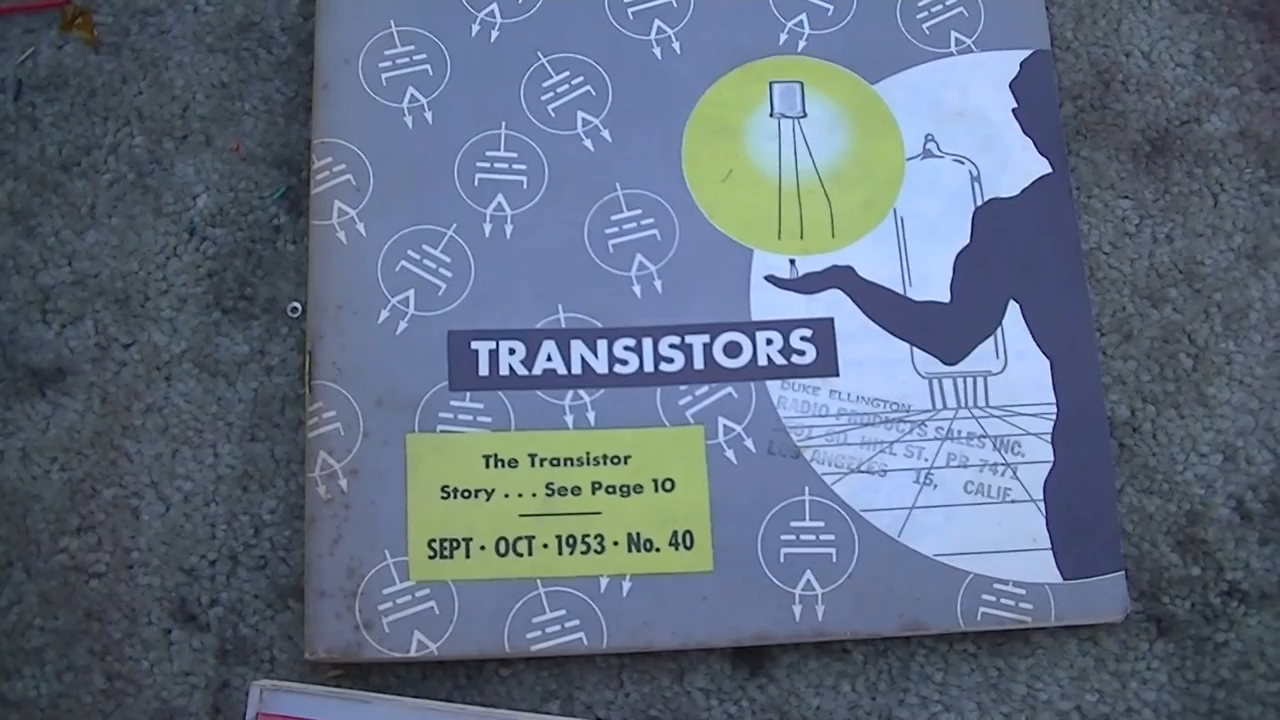 TRANSISTORS
DUKE ELLINGTON
RADIO PRODUCTS SALES INC.
SO. HILL ST. PR 7471
LOS ANGELES 15, CALIF.
The Transistor
Story . . . See Page 10
SEPT · OCT · 1953 · No. 40